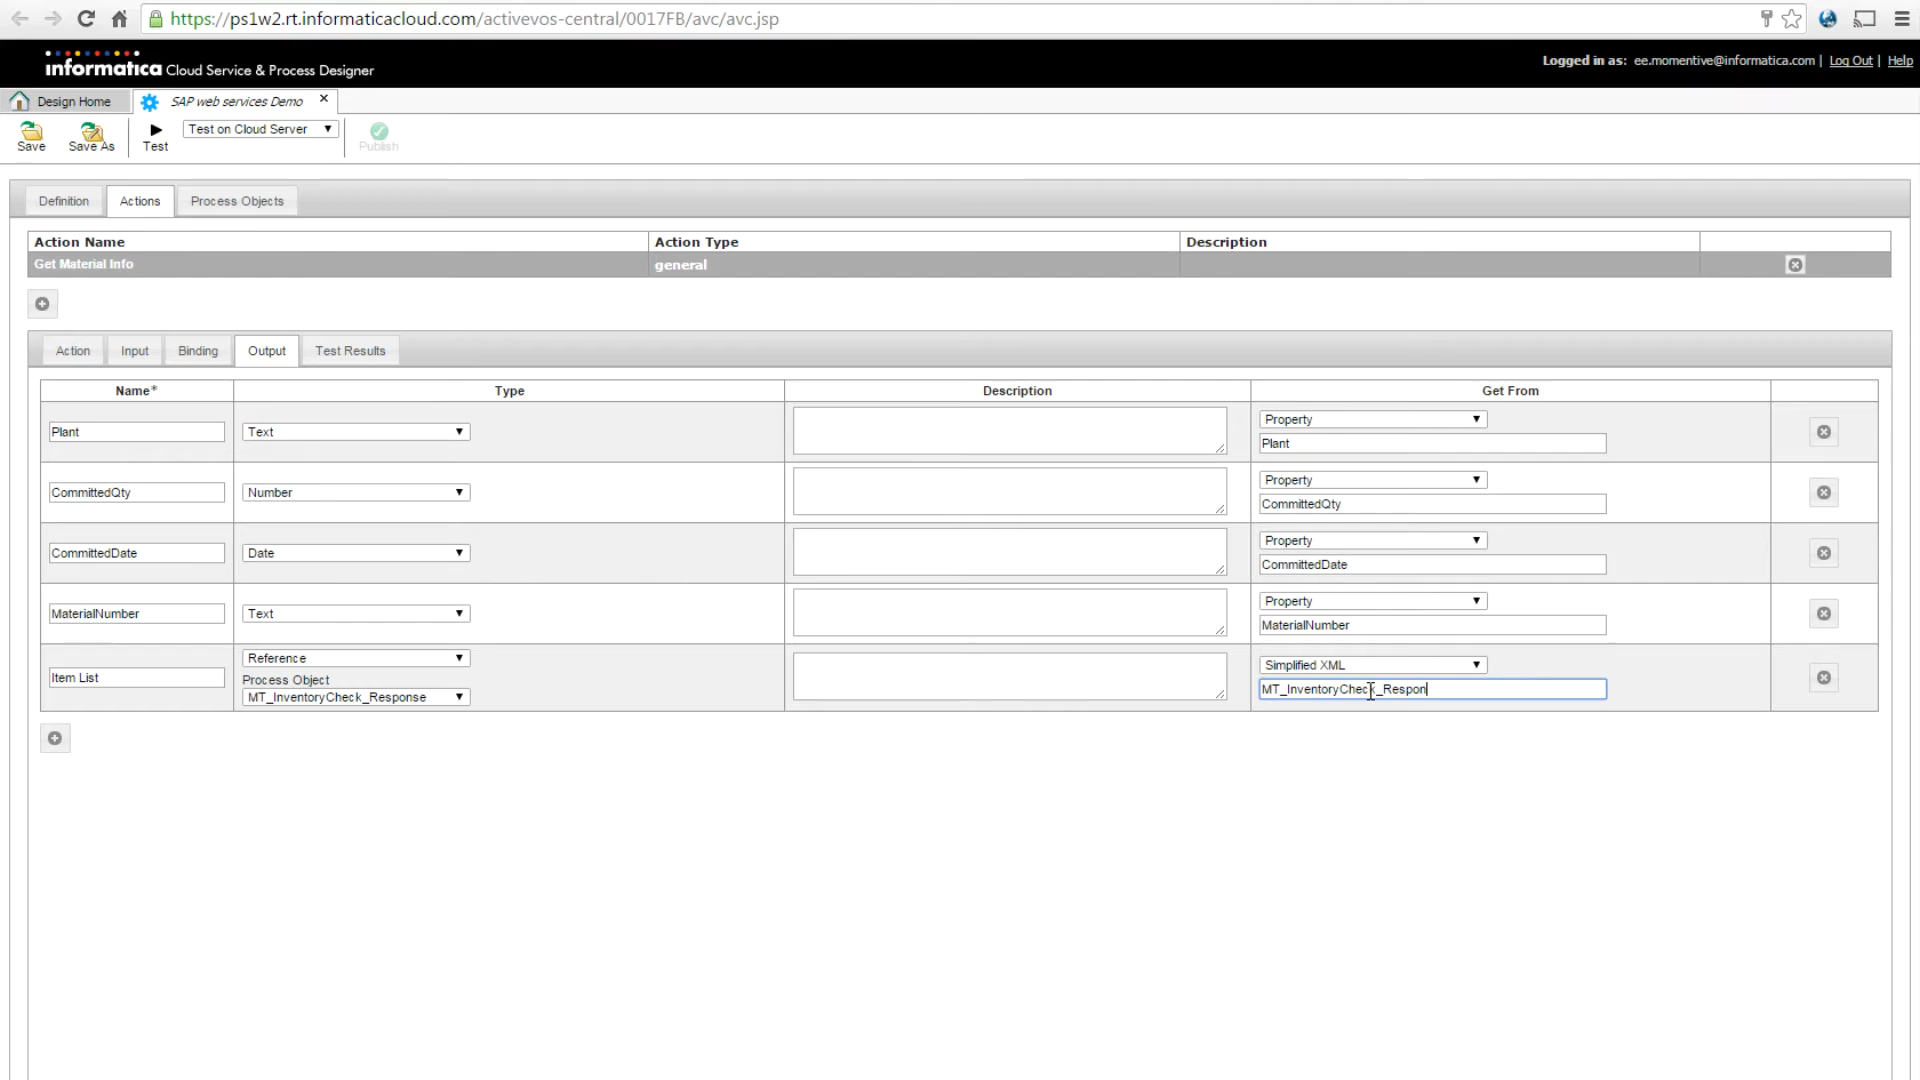 https://ps1w2.rt.informaticacloud.com/activevos-central/0017FB/avc/avc.jsp
informatica Cloud Service & Process Designer
Logged in as: ee.momentive@informatica.com | Log Out | Help
Design Home
SAP web services Demo
Save
Save As
Test
Test on Cloud Server
Publish
Definition
Actions
Process Objects
Action Name
Action Type
Description
Get Material Info
general
Action
Input
Binding
Output
Test Results
Name*
Type
Description
Get From
Plant
Text
Property
Plant
CommittedQty
Number
Property
CommittedQty
CommittedDate
Date
Property
CommittedDate
MaterialNumber
Text
Property
MaterialNumber
Item List
Reference
Process Object
MT_InventoryCheck_Response
Simplified XML
MT_InventoryCheck_Respon